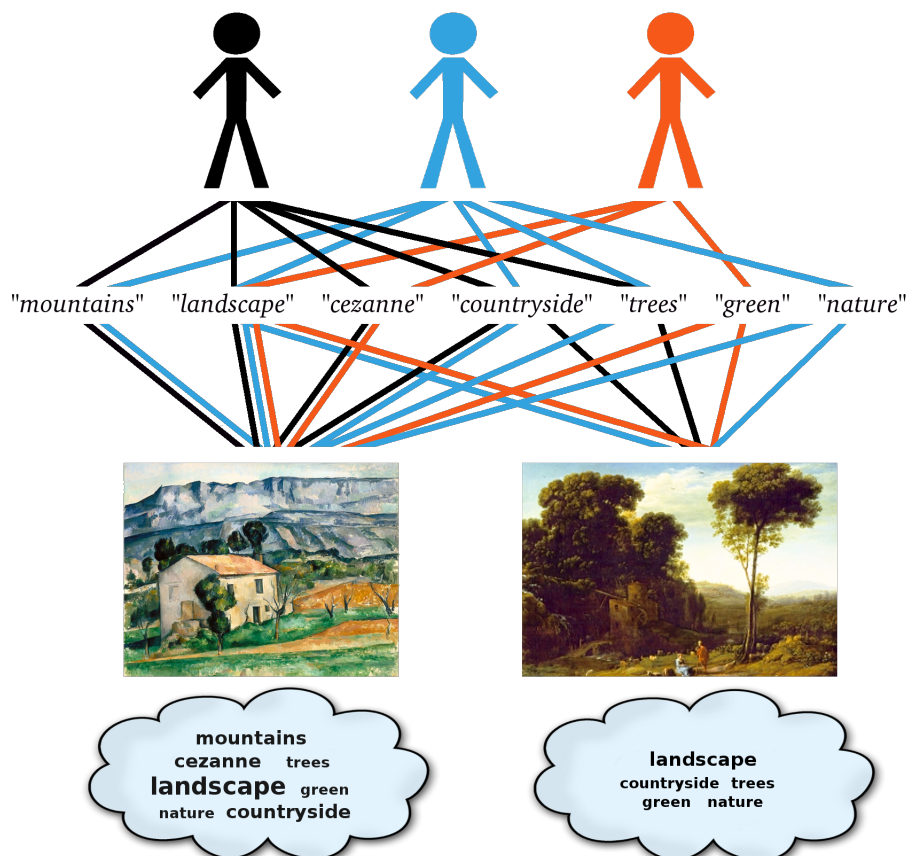 "mountains" "landscape" "cezanne" "countryside" "trees" "green" "nature"
mountains
cezanne trees
landscape green
nature countryside
landscape
countryside trees
green nature